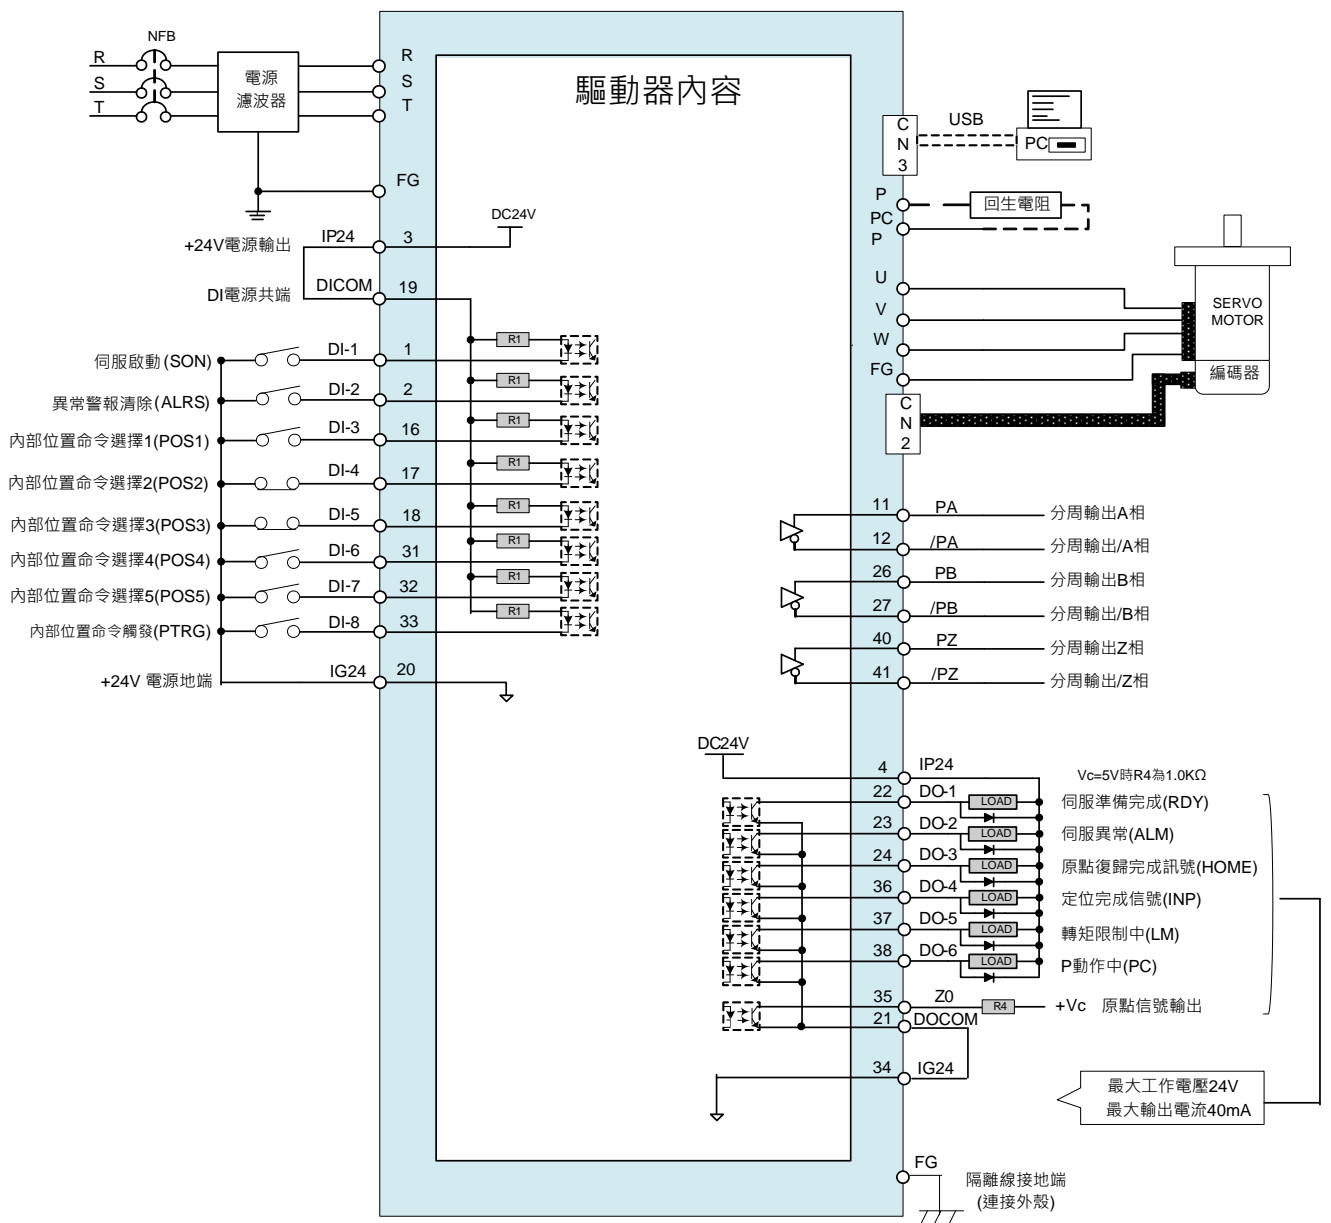 驅動器內容
NFB
R
S
T
電源
濾波器
R
S
T
FG
DC24V
+24V電源輸出
IP24
3
DI電源共端
DICOM
19
R1
伺服啟動(SON)
DI-1
1
R1
異常警報清除(ALRS)
DI-2
2
R1
內部位置命令選擇1(POS1)
DI-3
16
R1
內部位置命令選擇2(POS2)
DI-4
17
R1
內部位置命令選擇3(POS3)
DI-5
18
R1
內部位置命令選擇4(POS4)
DI-6
31
R1
內部位置命令選擇5(POS5)
DI-7
32
R1
內部位置命令觸發(PTRG)
DI-8
33
+24V 電源地端
IG24
20
C
N
3
USB
PC
P
PC
P
回生電阻
U
V
W
FG
SERVO
MOTOR
編碼器
C
N
2
11
PA
分周輸出A相
12
/PA
分周輸出/A相
26
PB
分周輸出B相
27
/PB
分周輸出/B相
40
PZ
分周輸出Z相
41
/PZ
分周輸出/Z相
DC24V
4
IP24
Vc=5V時R4為1.0KΩ
22
DO-1
LOAD
伺服準備完成(RDY)
23
DO-2
LOAD
伺服異常(ALM)
24
DO-3
LOAD
原點復歸完成訊號(HOME)
36
DO-4
LOAD
定位完成信號(INP)
37
DO-5
LOAD
轉矩限制中(LM)
38
DO-6
LOAD
P動作中(PC)
35
Z0
R4
+Vc 原點信號輸出
21
DOCOM
34
IG24
最大工作電壓24V
最大輸出電流40mA
FG
隔離線接地端
(連接外殼)